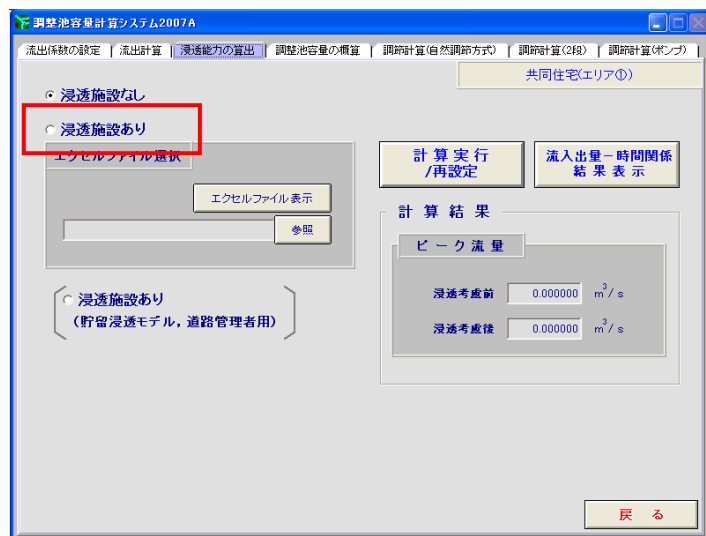 調整池容量計算システム2007A
流出係数の設定 流出計算 浸透能力の算出 調整池容量の概算 調節計算(自然調節方式) 調節計算(2段) 調節計算(ポンプ)
共同住宅(エリア①)
浸透施設なし
浸透施設あり
エクセルファイル選択
エクセルファイル表示
参照
浸透施設あり
(貯留浸透モデル,道路管理者用)
計算実行
/再設定
流入出量-時間関係
結果表示
計算結果
ピーク流量
浸透考慮前 0.000000 m³/s
浸透考慮後 0.000000 m³/s
戻る